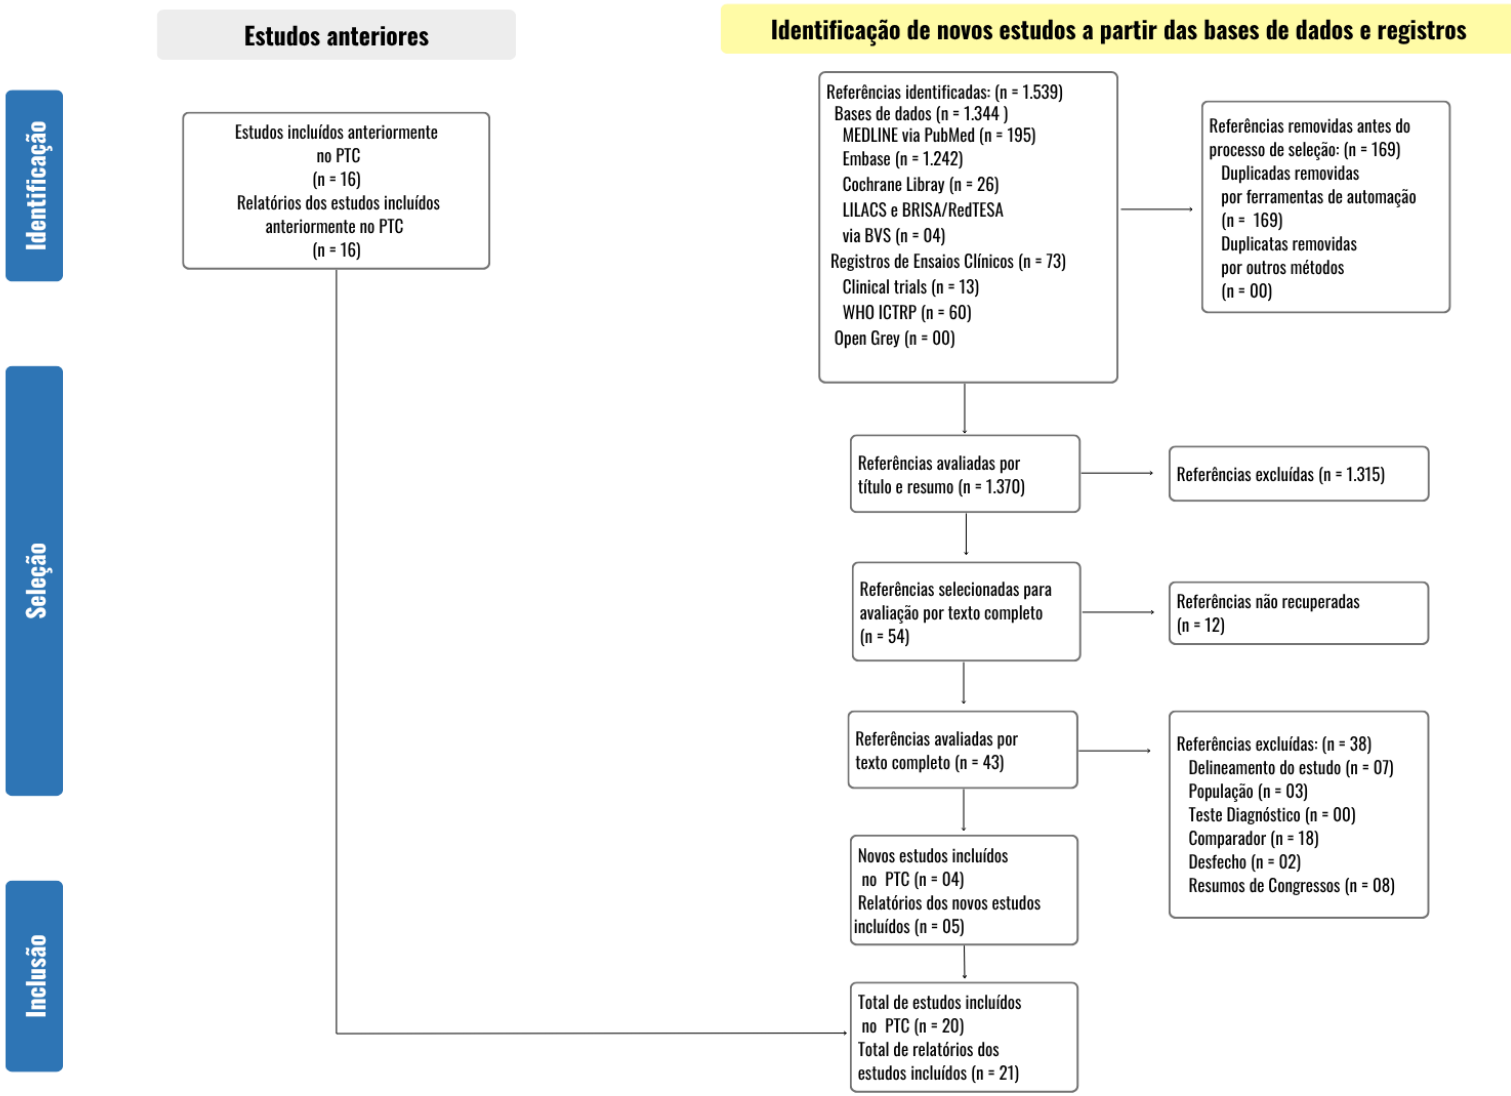 Estudos anteriores
Identificação de novos estudos a partir das bases de dados e registros
Identificação
Estudos incluídos anteriormente
no PTC
(n = 16)
Relatórios dos estudos incluídos
anteriormente no PTC
(n = 16)
Referências identificadas: (n = 1.539)
Bases de dados (n = 1.344 )
MEDLINE via PubMed (n = 195)
Embase (n = 1.242)
Cochrane Libray (n = 26)
LILACS e BRISA/RedTESA
via BVS (n = 04)
Registros de Ensaios Clínicos (n = 73)
Clinical trials (n = 13)
WHO ICTRP (n = 60)
Open Grey (n = 00)
Referências removidas antes do
processo de seleção: (n = 169)
Duplicadas removidas
por ferramentas de automação
(n =  169)
Duplicatas removidas
por outros métodos
(n = 00)
Seleção
Referências avaliadas por
título e resumo (n = 1.370)
Referências excluídas (n = 1.315)
Referências selecionadas para
avaliação por texto completo
(n = 54)
Referências não recuperadas
(n = 12)
Referências avaliadas por
texto completo (n = 43)
Referências excluídas: (n = 38)
Delineamento do estudo (n = 07)
População (n = 03)
Teste Diagnóstico (n = 00)
Comparador (n = 18)
Desfecho (n = 02)
Resumos de Congressos (n = 08)
Inclusão
Novos estudos incluídos
no  PTC (n = 04)
Relatórios dos novos estudos
incluídos (n = 05)
Total de estudos incluídos
no  PTC (n = 20)
Total de relatórios dos
estudos incluídos (n = 21)